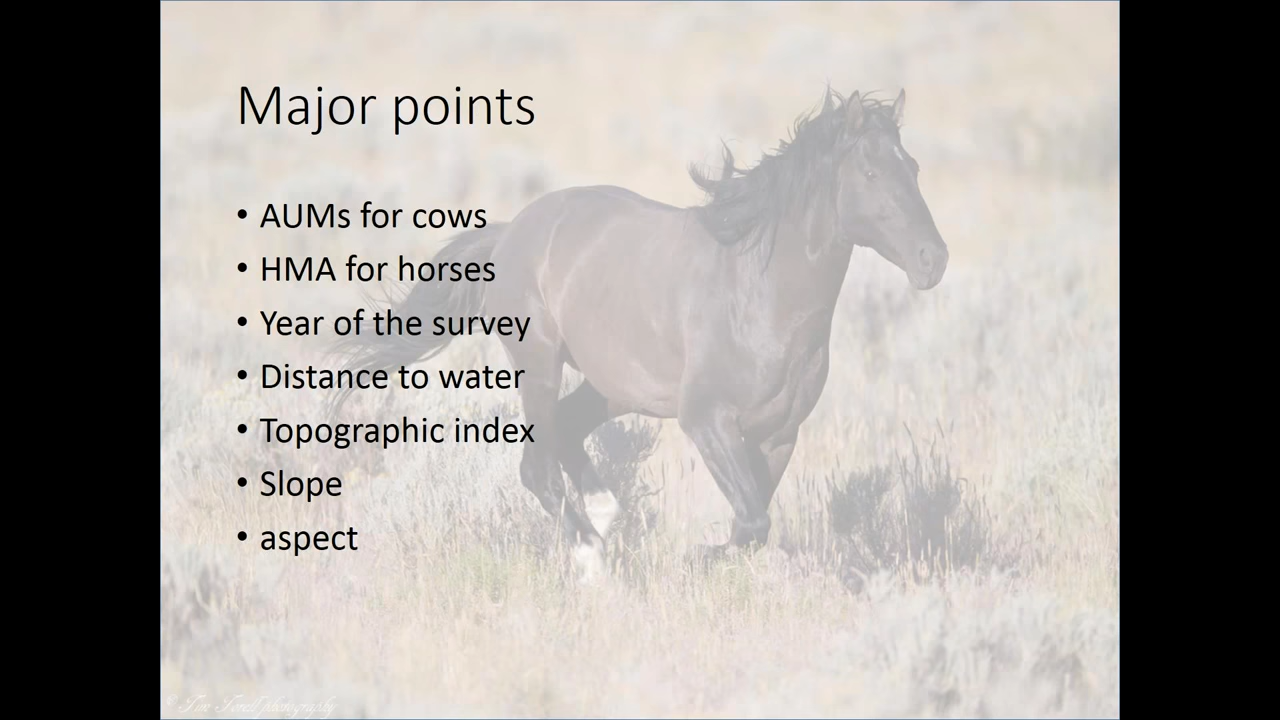 Major points
• AUMs for cows
• HMA for horses
• Year of the survey
• Distance to water
• Topographic index
• Slope
• aspect
© photography